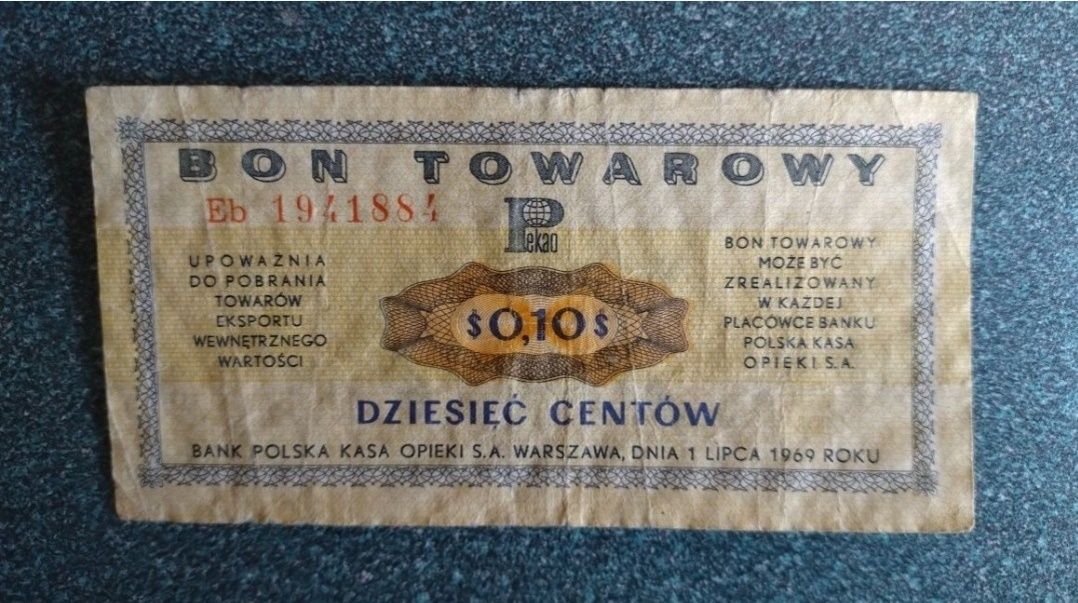 BON TOWAROWY
Eb 1941884
Pekao
UPOWAŻNIA
DO POBRANIA
TOWARÓW
EKSPORTU
WEWNĘTRZNEGO
WARTOŚCI
$0,10$
BON TOWAROWY
MOŻE BYĆ
ZREALIZOWANY
W KAŻDEJ
PLACÓWCE BANKU
POLSKA KASA
OPIEKI S.A.
DZIESIĘĆ CENTÓW
BANK POLSKA KASA OPIEKI S.A. WARSZAWA, DNIA 1 LIPCA 1969 ROKU